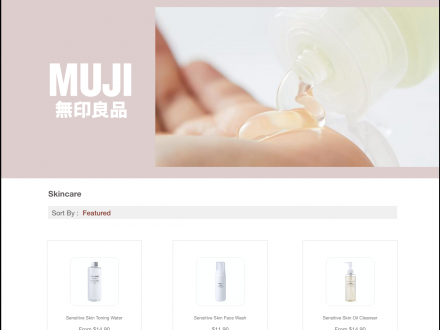 MUJI
無印良品
Skincare
Sort By : Featured
Sensitive Skin Toning Water
Sensitive Skin Face Wash
Sensitive Skin Oil Cleanser
From $14.90
$11.90
From $14.90